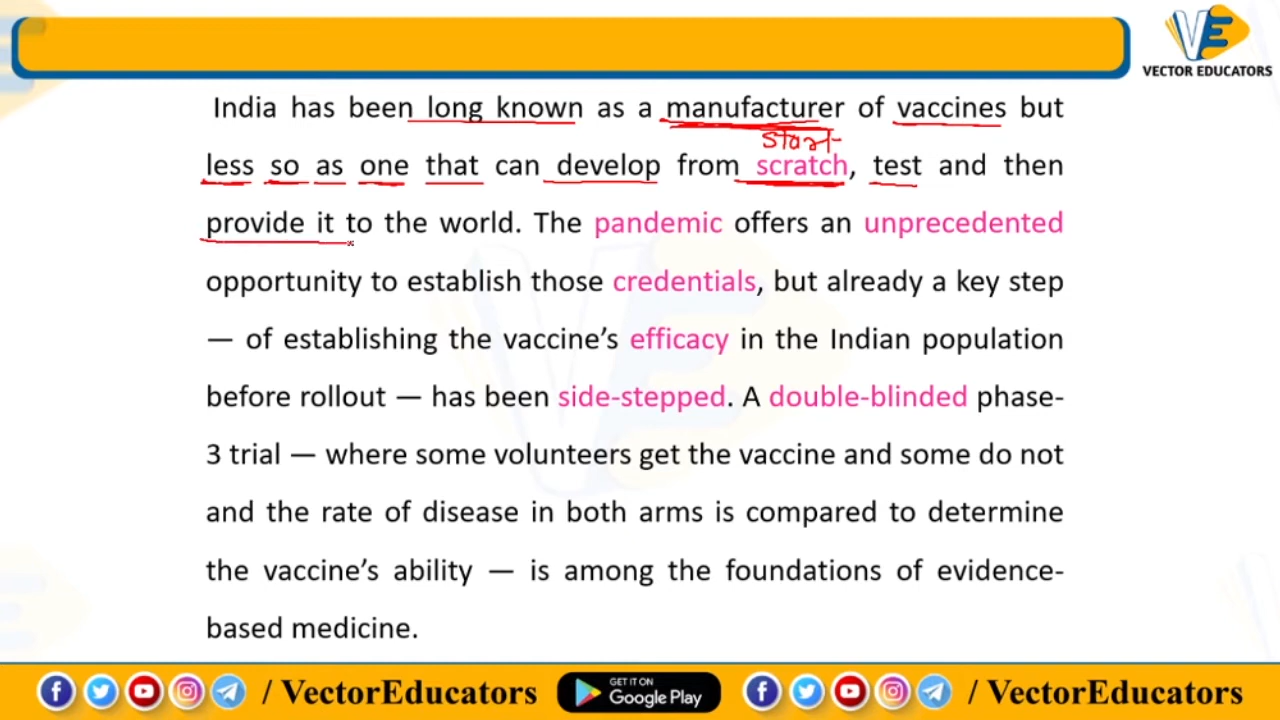 VE
VECTOR EDUCATORS
India has been long known as a manufacturer of vaccines but
start
less so as one that can develop from scratch, test and then
provide it to the world. The pandemic offers an unprecedented
opportunity to establish those credentials, but already a key step
— of establishing the vaccine’s efficacy in the Indian population
before rollout — has been side-stepped. A double-blinded phase-
3 trial — where some volunteers get the vaccine and some do not
and the rate of disease in both arms is compared to determine
the vaccine’s ability — is among the foundations of evidence-
based medicine.
/ VectorEducators GET IT ON Google Play / VectorEducators